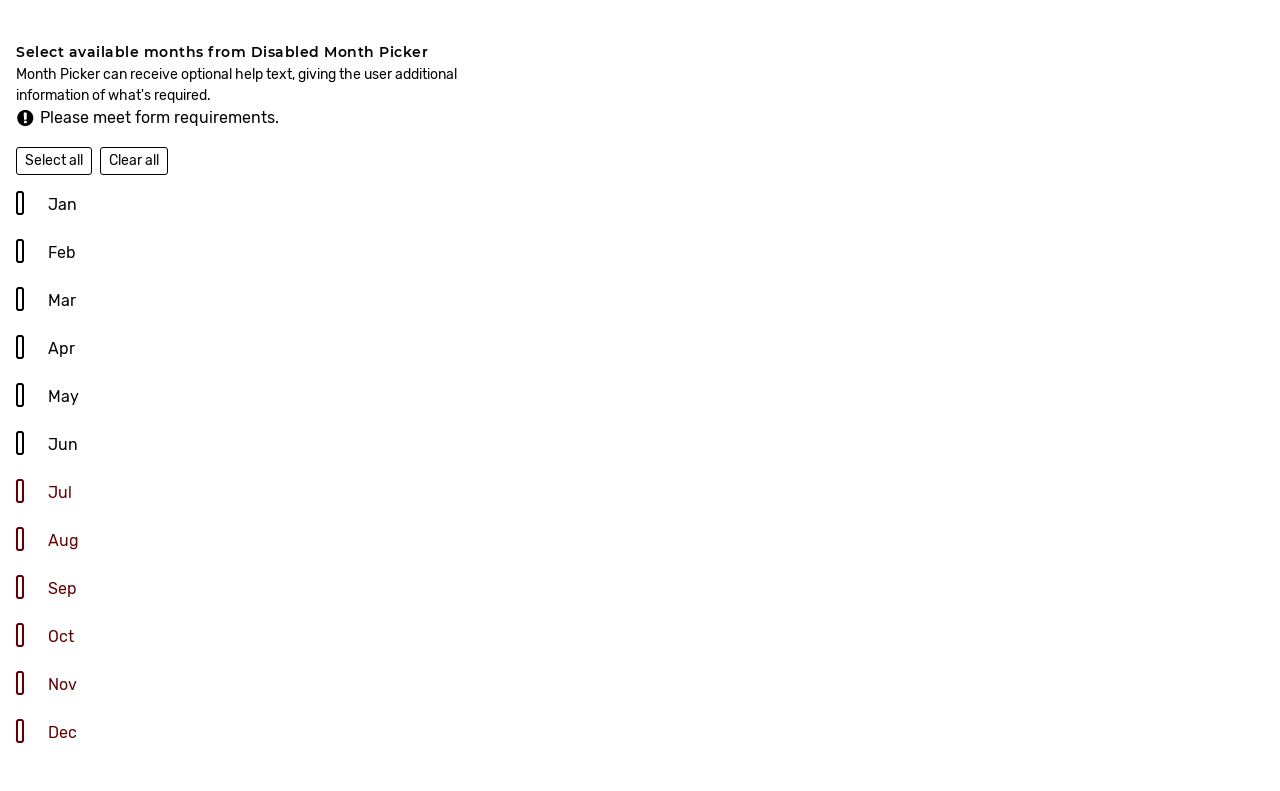 Select available months from Disabled Month Picker
Month Picker can receive optional help text, giving the user additional
information of what's required.
Please meet form requirements.
Select all Clear all
Jan
Feb
Mar
Apr
May
Jun
Jul
Aug
Sep
Oct
Nov
Dec